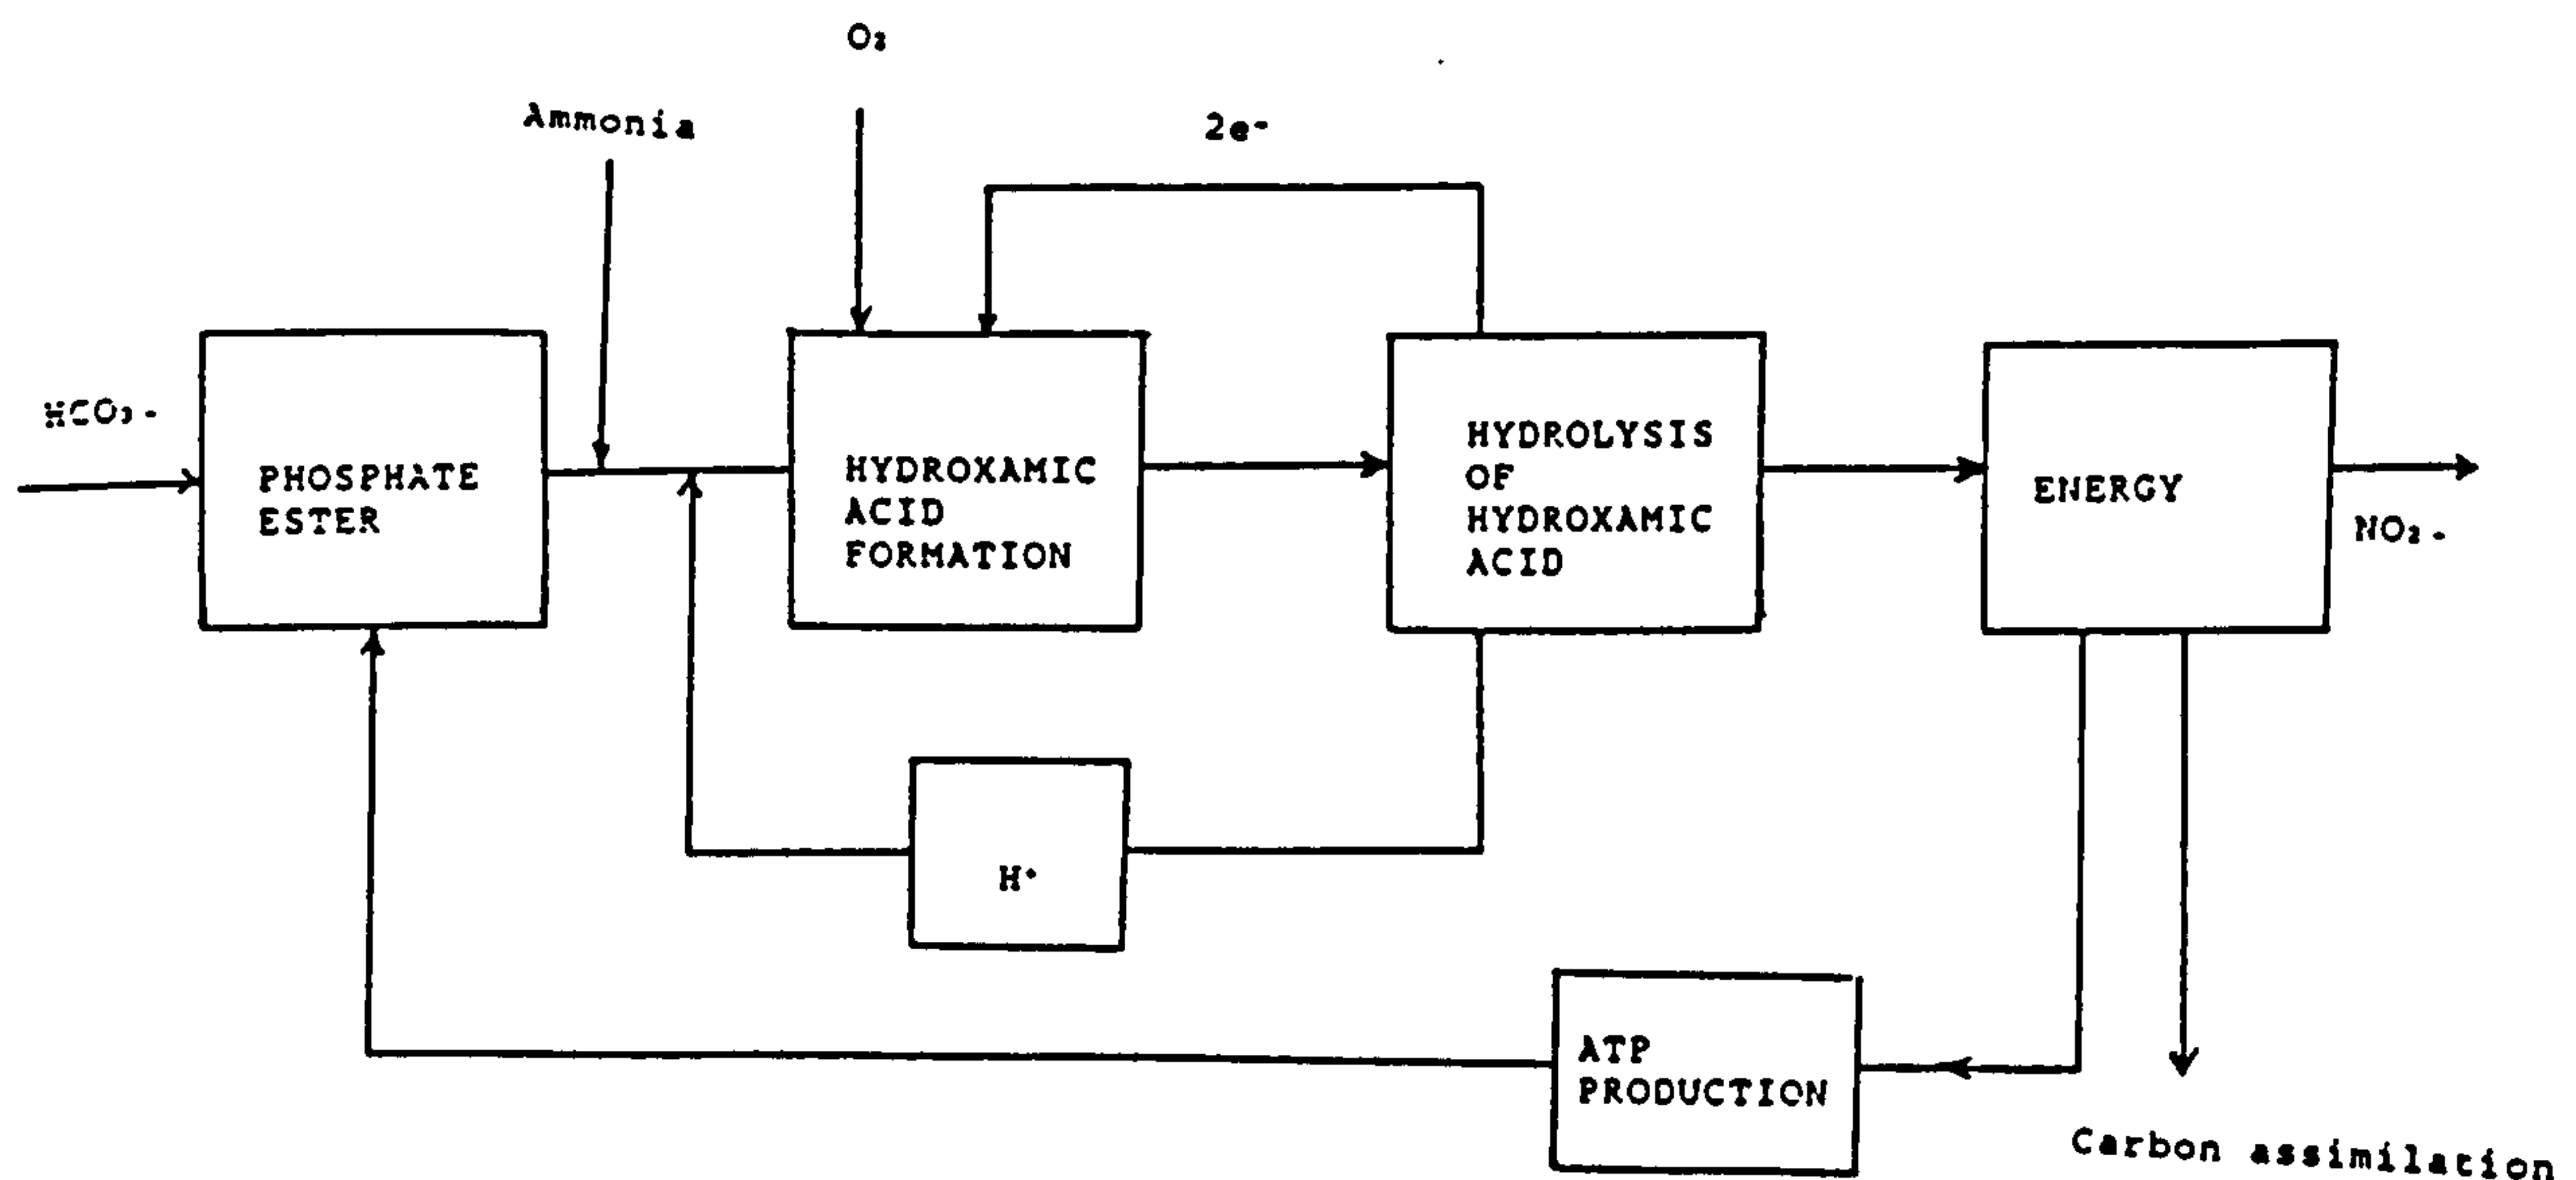 O₂
Ammonia
2e⁻
HCO₃-
PHOSPHATE
ESTER
HYDROXAMIC
ACID
FORMATION
HYDROLYSIS
OF
HYDROXAMIC
ACID
ENERGY
NO₂-
H⁺
ATP
PRODUCTION
Carbon assimilation